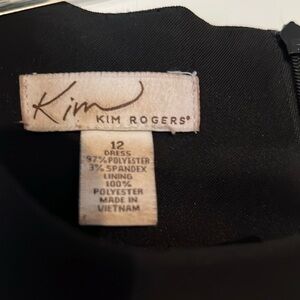 Kim
KIM ROGERS®
12
DRESS
97% POLYESTER
3% SPANDEX
LINING
100%
POLYESTER
MADE IN
VIETNAM